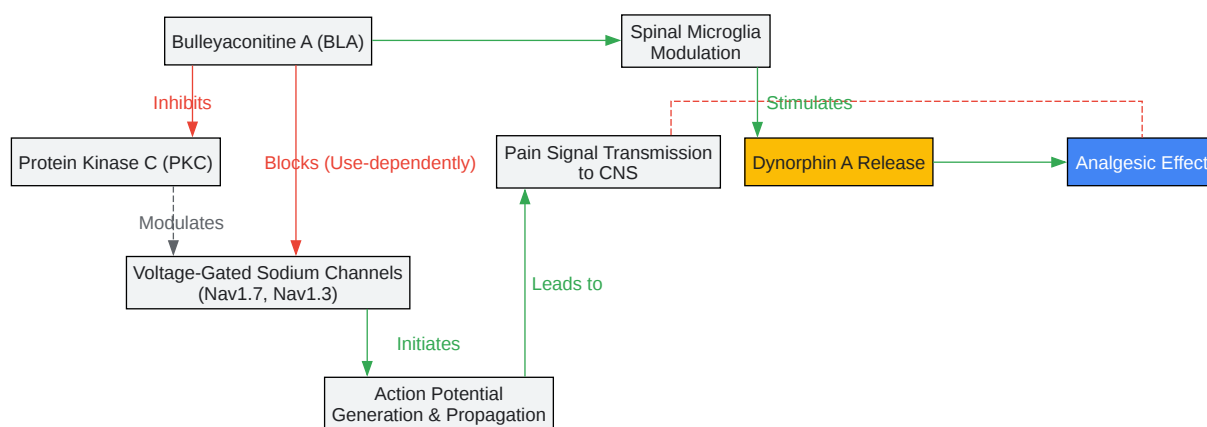 Bulleyaconitine A (BLA)
Spinal Microglia
Modulation
Inhibits
Stimulates
Protein Kinase C (PKC)
Blocks (Use-dependently)
Pain Signal Transmission
to CNS
Dynorphin A Release
Analgesic Effect
Modulates
Voltage-Gated Sodium Channels
(Nav1.7, Nav1.3)
Leads to
Initiates
Action Potential
Generation & Propagation